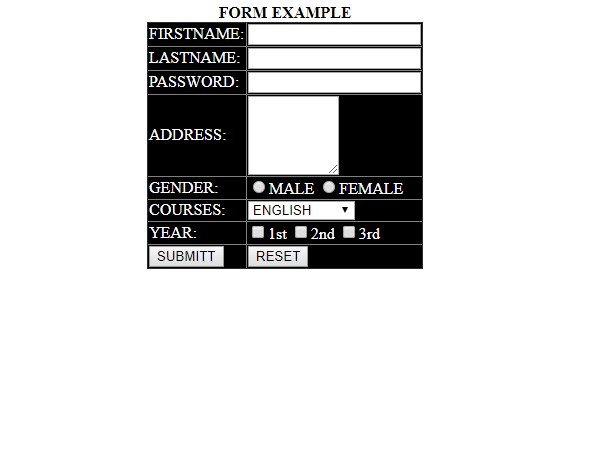 FORM EXAMPLE
FIRSTNAME:
LASTNAME:
PASSWORD:
ADDRESS:
GENDER: MALE FEMALE
COURSES: ENGLISH
YEAR: 1st 2nd 3rd
SUBMITT RESET